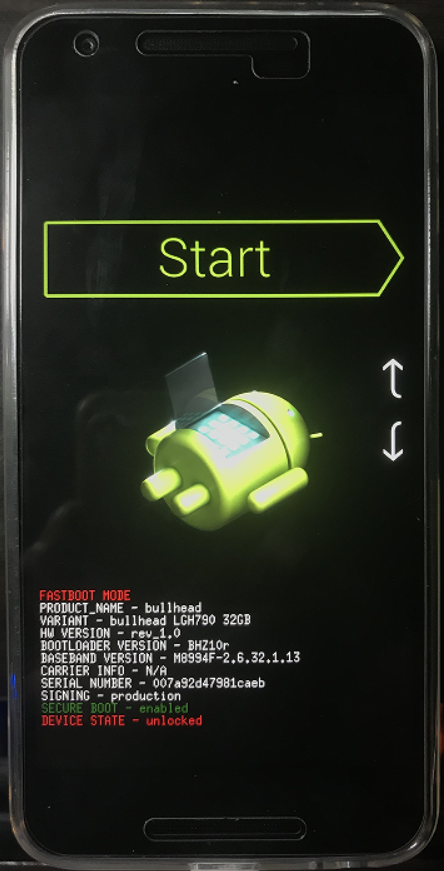 Start
FASTBOOT MODE
PRODUCT_NAME - bullhead
VARIANT - bullhead LGH790 32GB
HW VERSION - rev_1.0
BOOTLOADER VERSION - BHZ10r
BASEBAND VERSION - M8994F-2.6.32.1.13
CARRIER INFO - N/A
SERIAL NUMBER - 007a92d47981caeb
SIGNING - production
SECURE BOOT - enabled
DEVICE STATE - unlocked